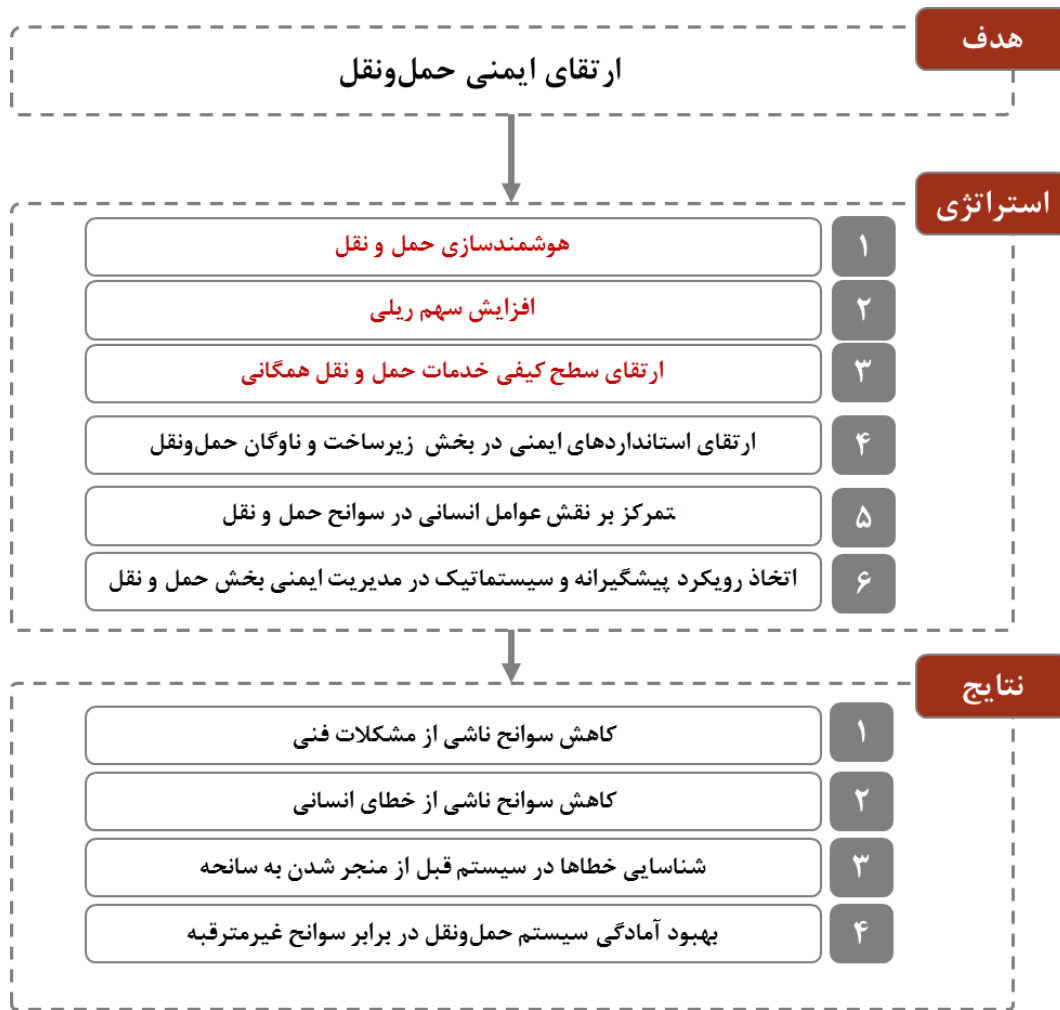 هدف
ارتقای ایمنی حمل‌ونقل
استراتژی
۱ هوشمندسازی حمل و نقل
۲ افزایش سهم ریلی
۳ ارتقای سطح کیفی خدمات حمل و نقل همگانی
۴ ارتقای استانداردهای ایمنی در بخش زیرساخت و ناوگان حمل‌ونقل
۵ تمرکز بر نقش عوامل انسانی در سوانح حمل و نقل
۶ اتخاذ رویکرد پیشگیرانه و سیستماتیک در مدیریت ایمنی بخش حمل و نقل
نتایج
۱ کاهش سوانح ناشی از مشکلات فنی
۲ کاهش سوانح ناشی از خطای انسانی
۳ شناسایی خطاها در سیستم قبل از منجر شدن به سانحه
۴ بهبود آمادگی سیستم حمل‌ونقل در برابر سوانح غیرمترقبه